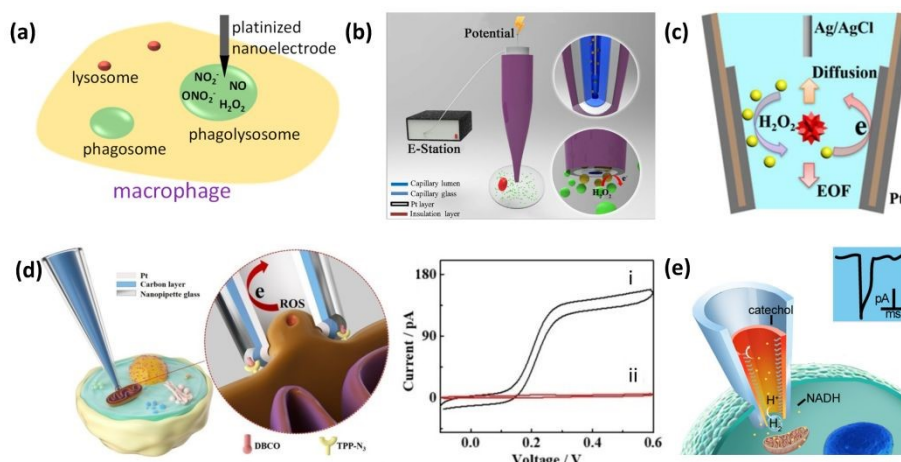 (a)
platinized
nanoelectrode
lysosome
NO₂⁻
NO
ONOO⁻
H₂O₂
phagosome
phagolysosome
macrophage
(b)
Potential
E-Station
Capillary lumen
Capillary glass
Pt layer
Insulation layer
e⁻
H₂O₂
(c)
Ag/AgCl
Diffusion
H₂O₂
e
EOF
Pt
(d)
Pt
Carbon layer
Nanopipette glass
e
ROS
DBCO
TPP-N₃
Current / pA
180
90
0
i
ii
0.0
0.2
0.4
0.6
Voltage / V
(e)
pA
ms
catechol
H⁺
H₂
NADH